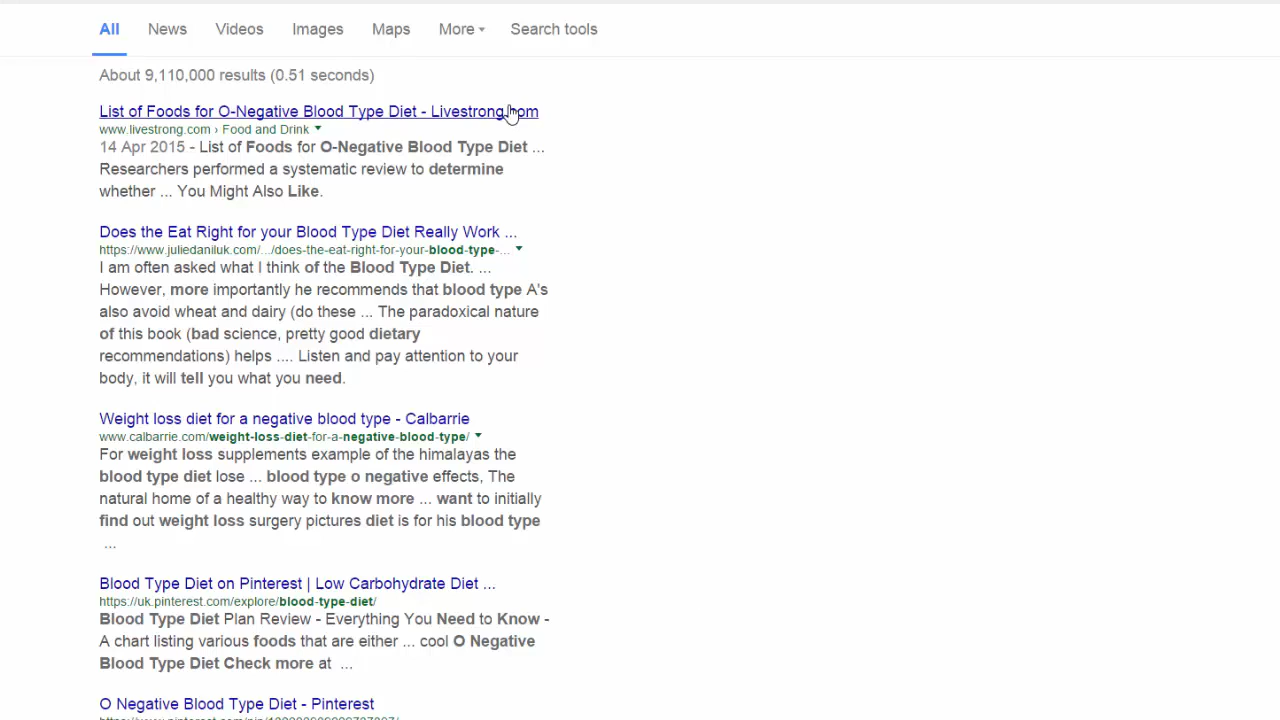 All News Videos Images Maps More Search tools
About 9,110,000 results (0.51 seconds)
List of Foods for O-Negative Blood Type Diet - Livestrong.com
www.livestrong.com › Food and Drink
14 Apr 2015 - List of Foods for O-Negative Blood Type Diet ...
Researchers performed a systematic review to determine
whether ... You Might Also Like.
Does the Eat Right for your Blood Type Diet Really Work ...
https://www.juliedaniluk.com/.../does-the-eat-right-for-your-blood-type-...
I am often asked what I think of the Blood Type Diet. ...
However, more importantly he recommends that blood type A's
also avoid wheat and dairy (do these ... The paradoxical nature
of this book (bad science, pretty good dietary
recommendations) helps .... Listen and pay attention to your
body, it will tell you what you need.
Weight loss diet for a negative blood type - Calbarrie
www.calbarrie.com/weight-loss-diet-for-a-negative-blood-type/
For weight loss supplements example of the himalayas the
blood type diet lose ... blood type o negative effects, The
natural home of a healthy way to know more ... want to initially
find out weight loss surgery pictures diet is for his blood type
...
Blood Type Diet on Pinterest | Low Carbohydrate Diet ...
https://uk.pinterest.com/explore/blood-type-diet/
Blood Type Diet Plan Review - Everything You Need to Know -
A chart listing various foods that are either ... cool O Negative
Blood Type Diet Check more at ...
O Negative Blood Type Diet - Pinterest